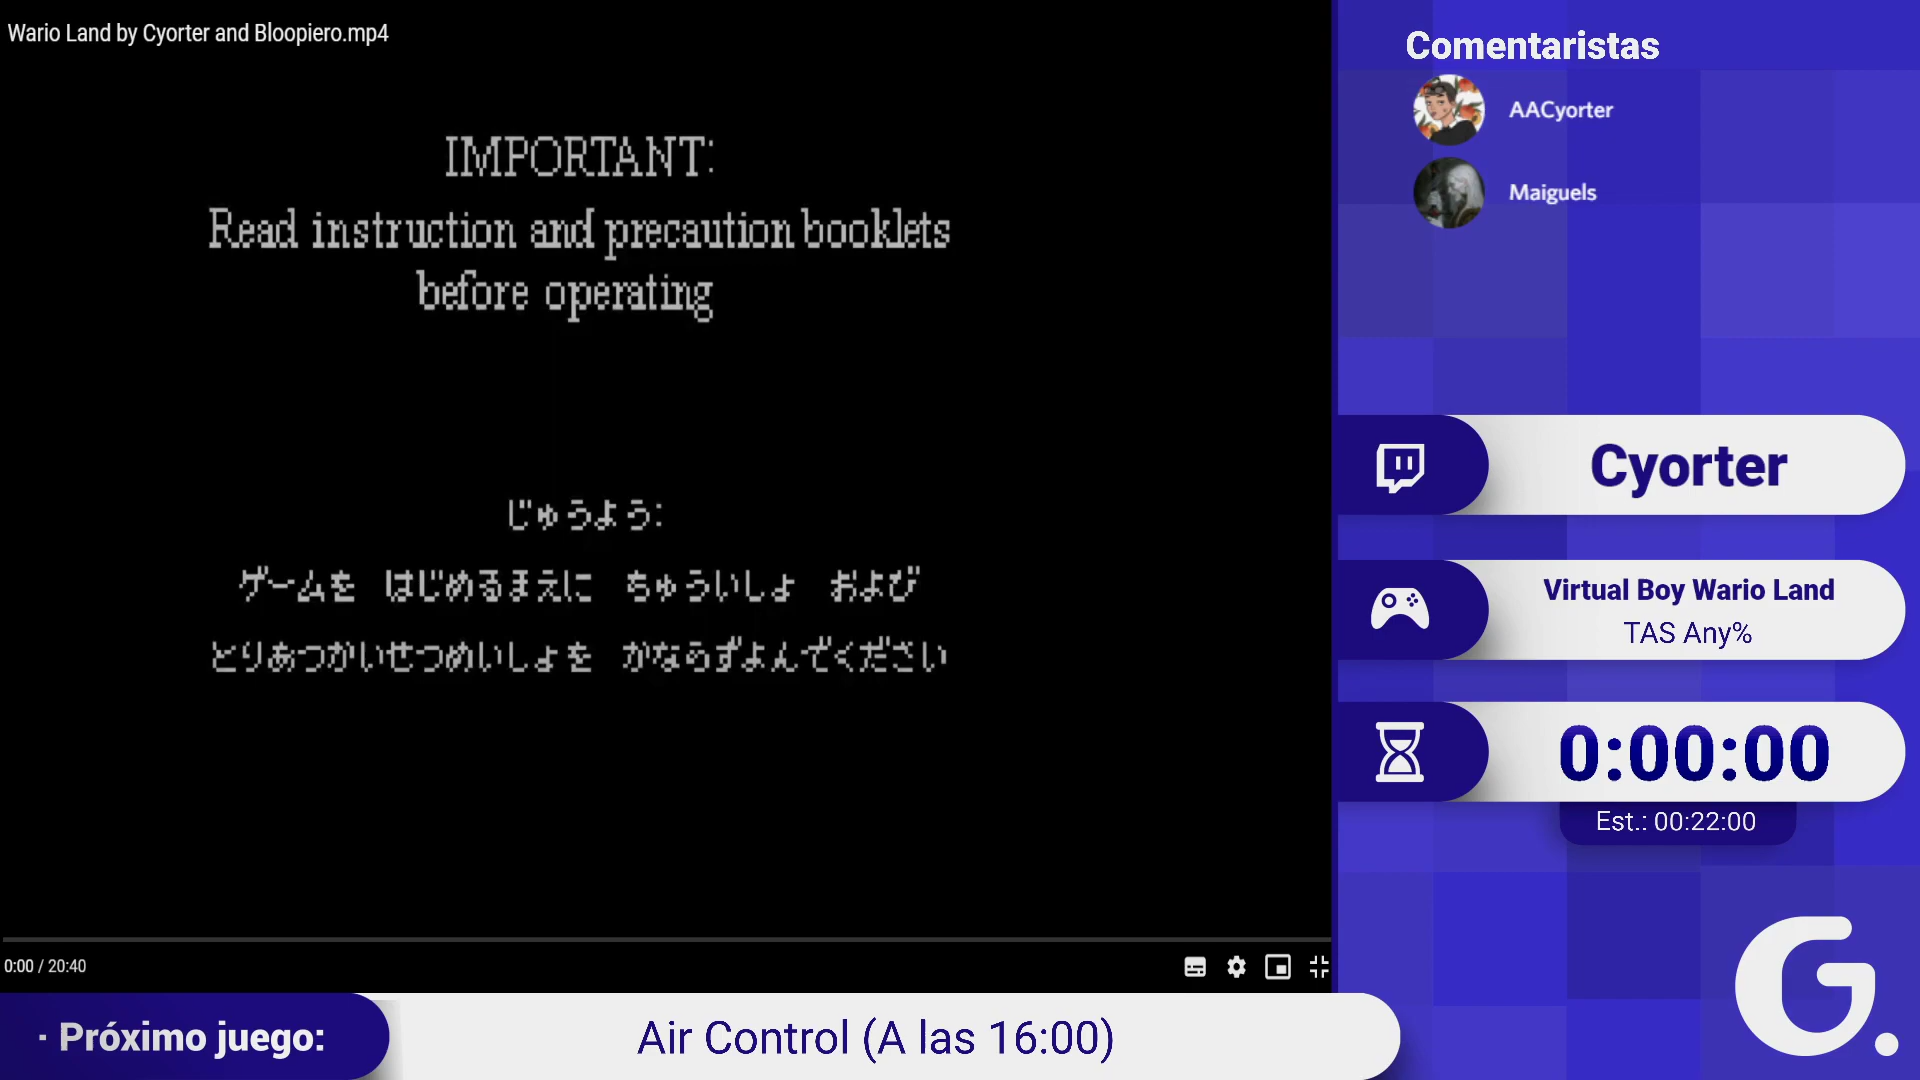 Wario Land by Cyorter and Bloopiero.mp4
IMPORTANT:
Read instruction and precaution booklets
before operating
じゅうよう:
ゲームを はじめるまえに ちゅういしょ および
とりあつかいせつめいしょを かならずよんでください
0:00 / 20:40
Comentaristas
AACyorter
Maiguels
Cyorter
Virtual Boy Wario Land
TAS Any%
0:00:00
Est.: 00:22:00
G.
· Próximo juego:
Air Control (A las 16:00)